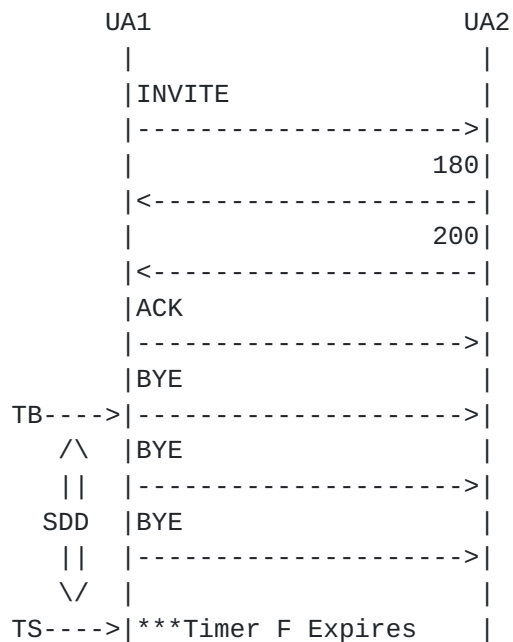 UA1                     UA2
 |                       |
 |INVITE                 |
 |---------------------->|
 |                    180|
 |<----------------------|
 |                    200|
 |<----------------------|
 |ACK                    |
 |---------------------->|
 |BYE                    |
TB---->|---------------------->|
/\  |BYE                    |
||  |---------------------->|
SDD  |BYE                    |
||  |---------------------->|
\/  |                       |
TS---->|***Timer F Expires     |